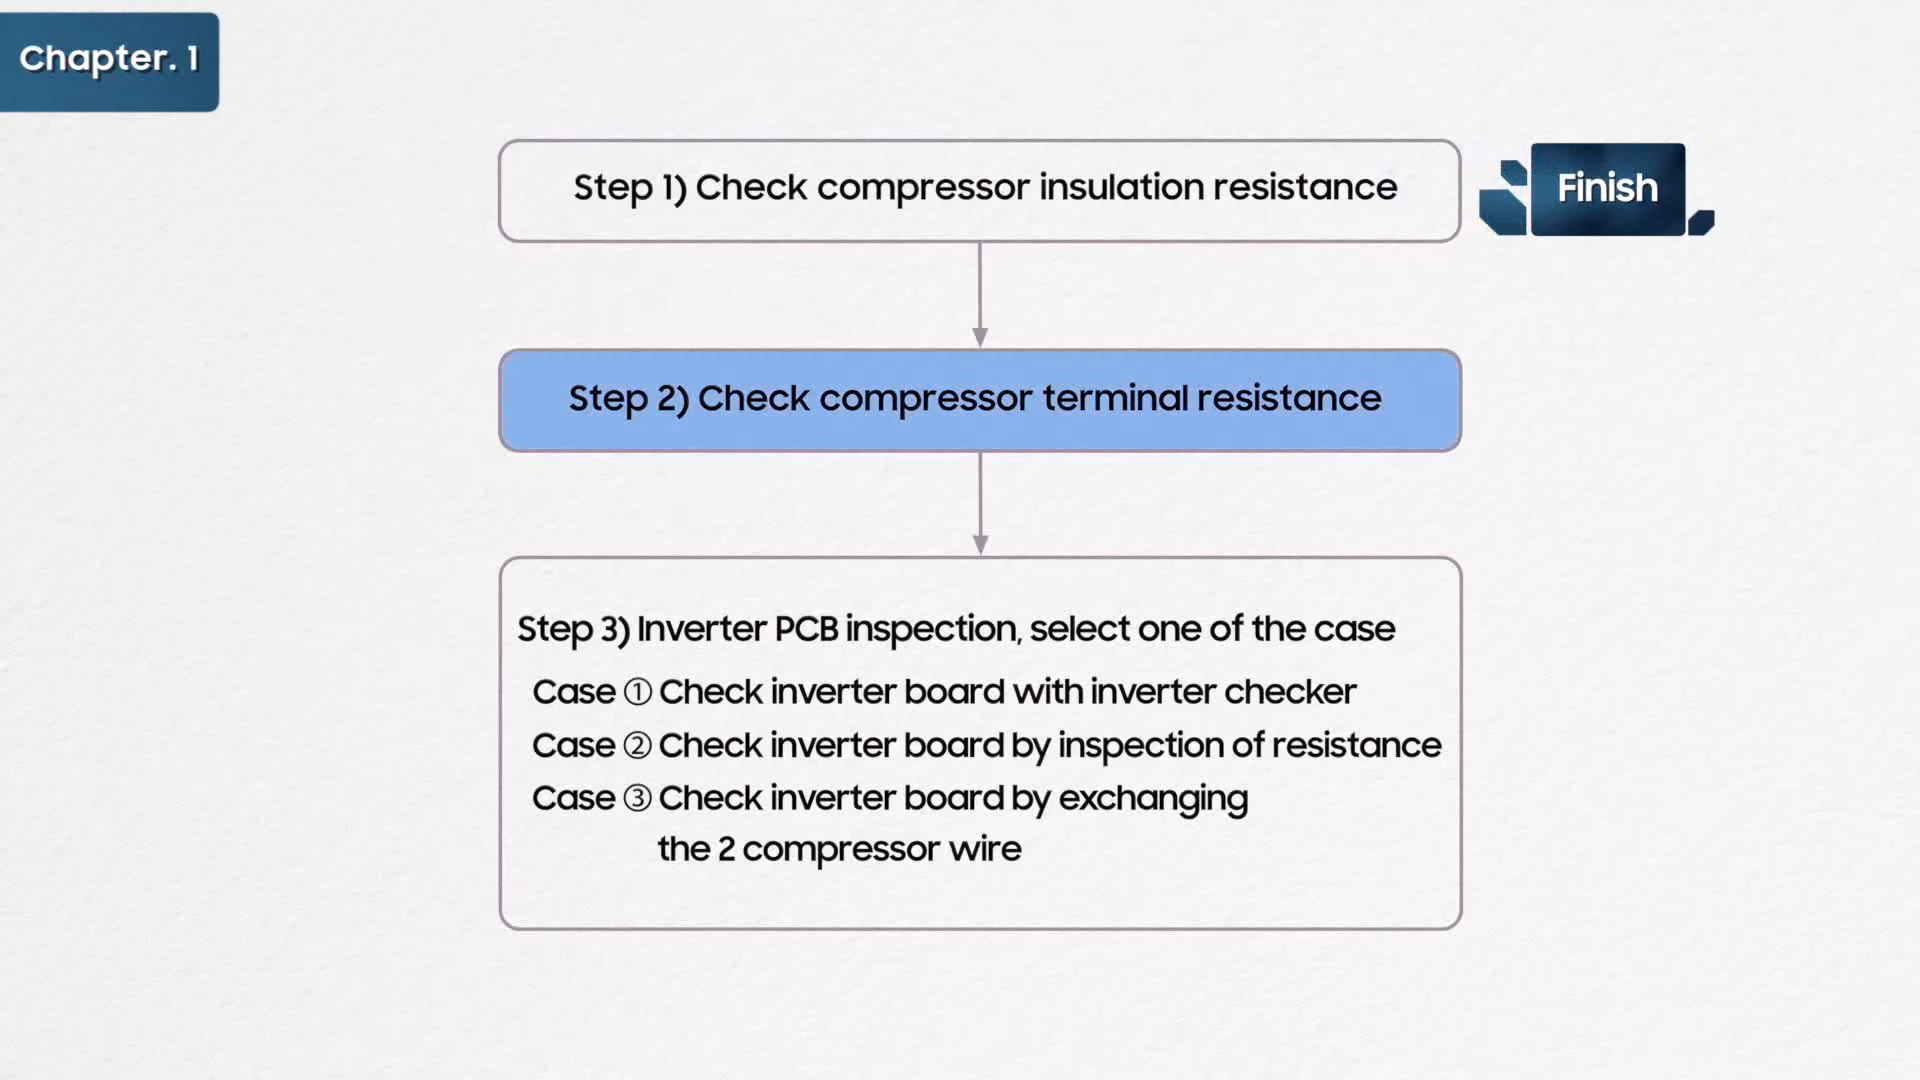 Chapter. 1
Step 1) Check compressor insulation resistance
Finish
Step 2) Check compressor terminal resistance
Step 3) Inverter PCB inspection, select one of the case
Case ① Check inverter board with inverter checker
Case ② Check inverter board by inspection of resistance
Case ③ Check inverter board by exchanging
the 2 compressor wire